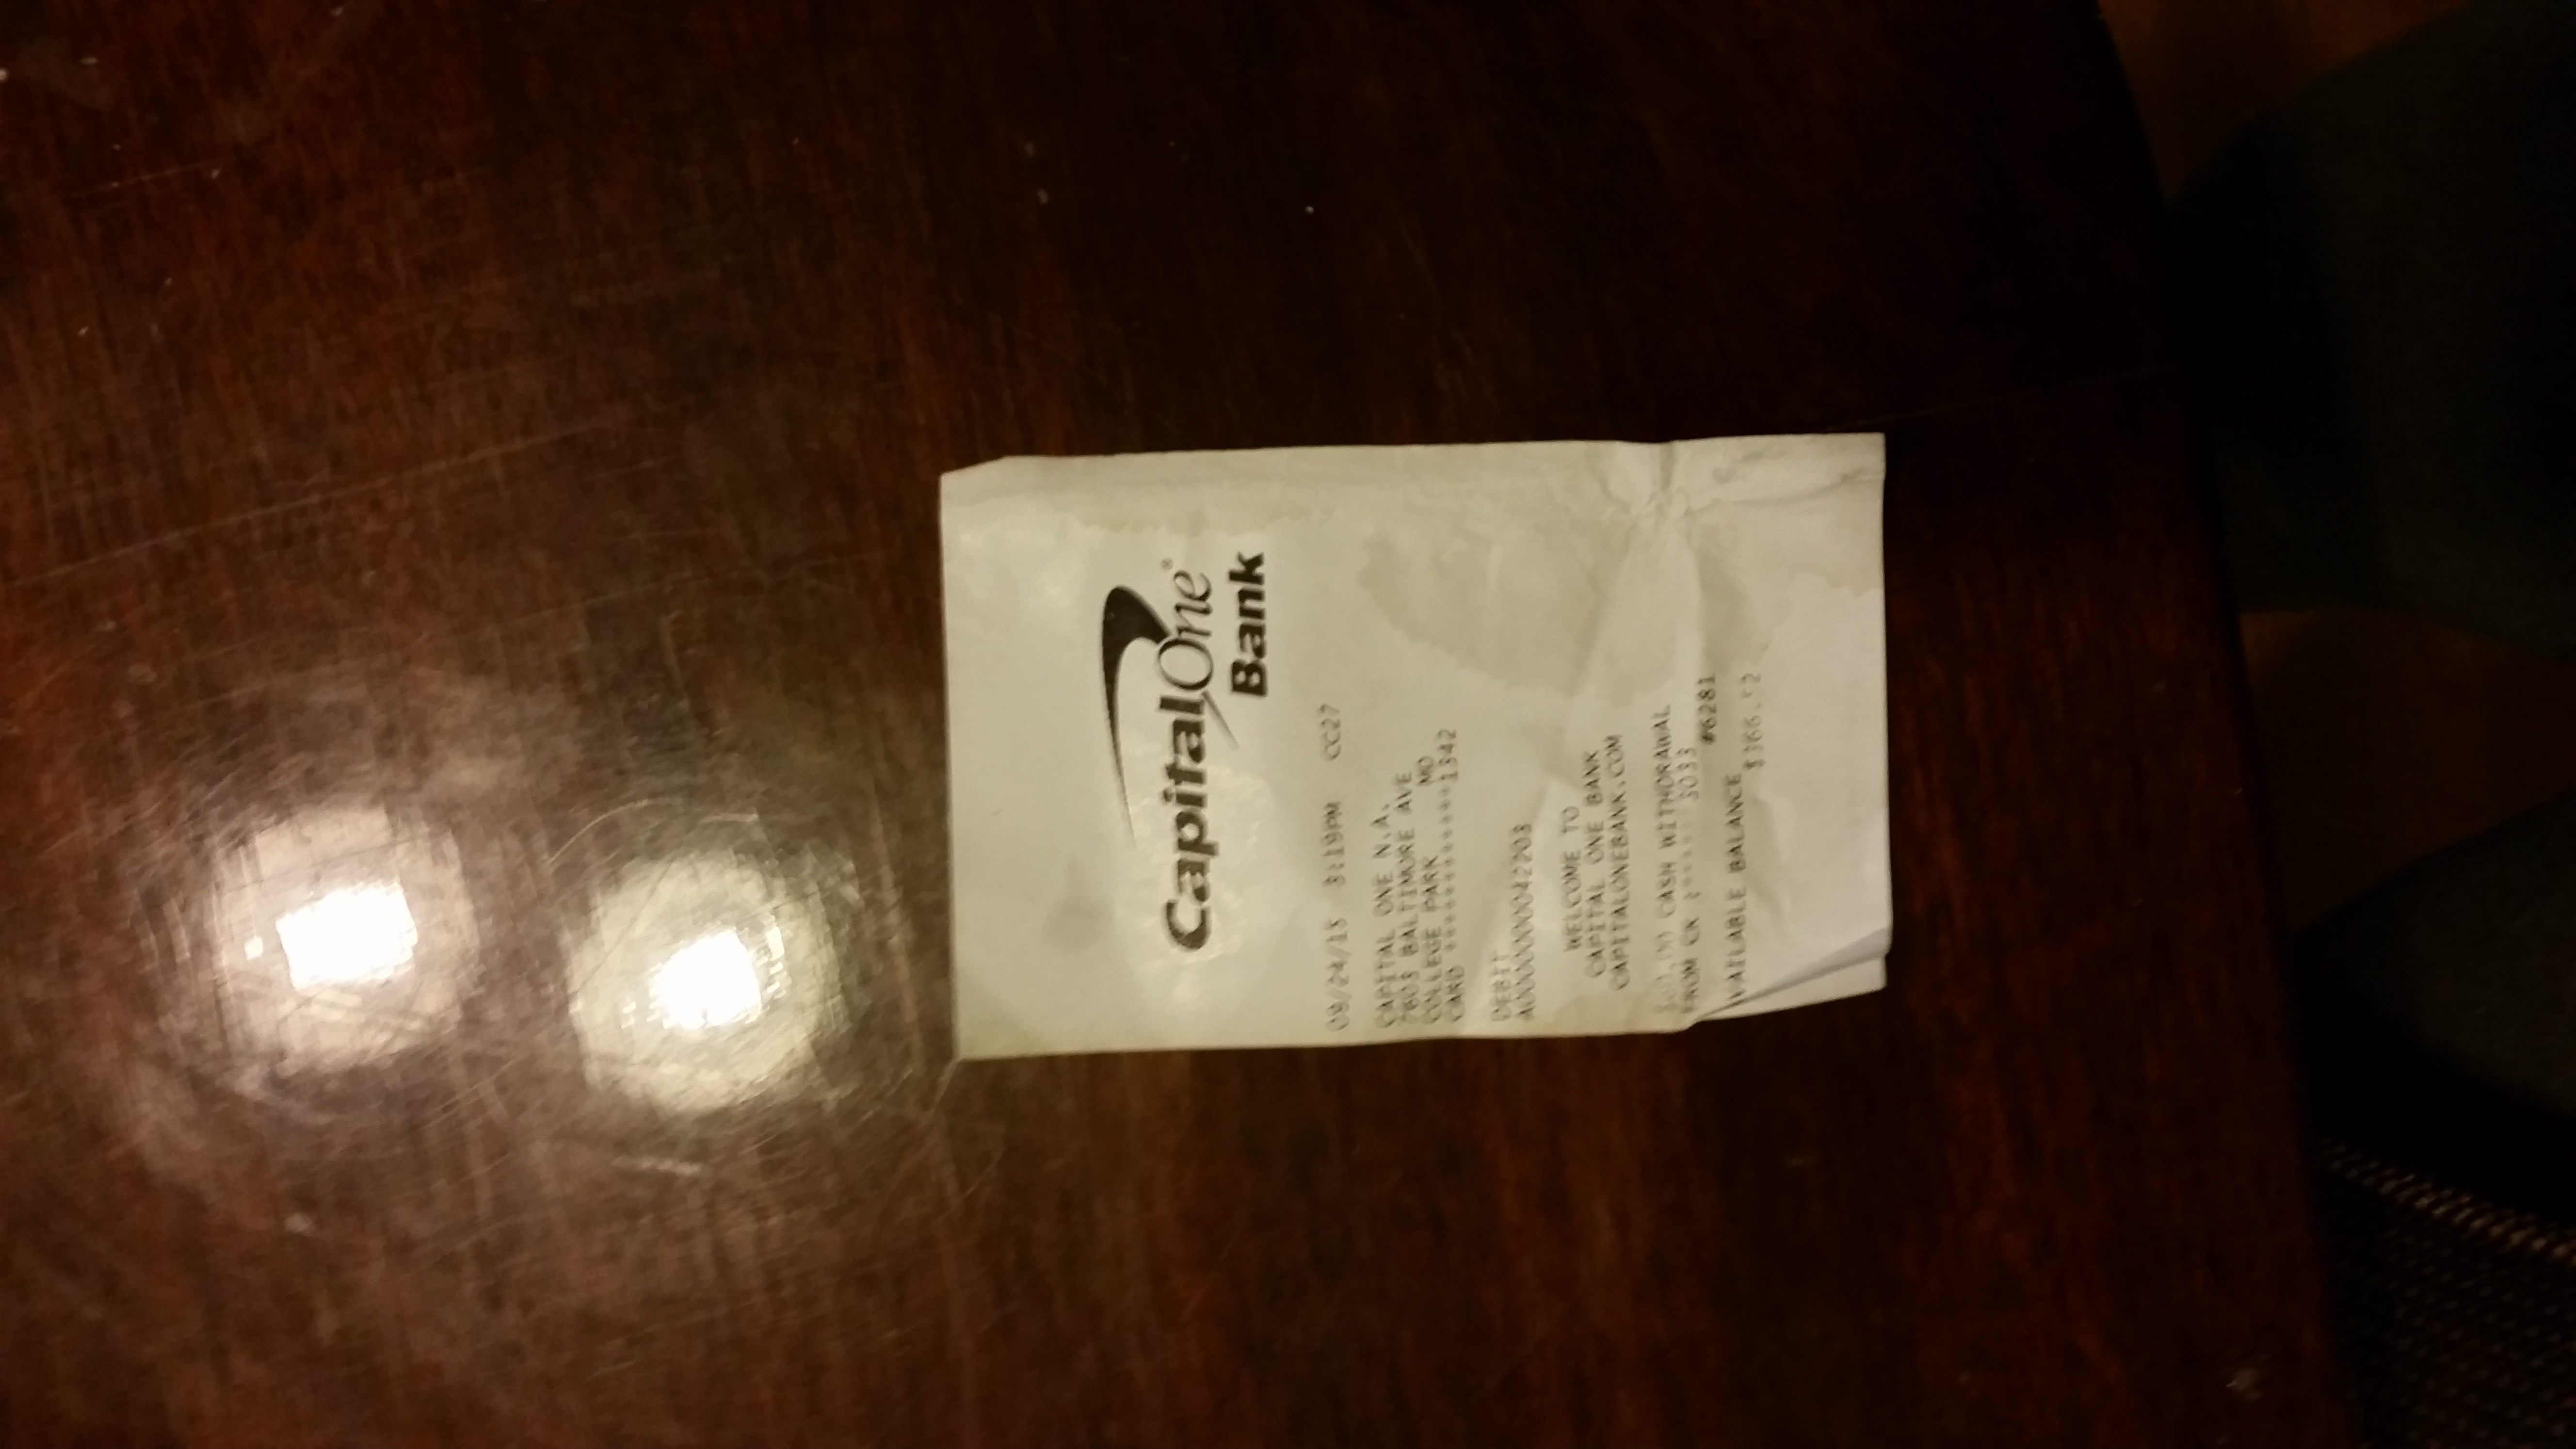 CapitalOne®
Bank
09/24/15 3:19PM CC27
CAPITAL ONE N.A.
7603 BALTIMORE AVE
COLLEGE PARK MD
CARD ************1342
DEBIT
A0000000042203
WELCOME TO
CAPITAL ONE BANK
CAPITALONEBANK.COM
CASH WITHDRAWAL
FROM CK 3033
#6281
AVAILABLE BALANCE